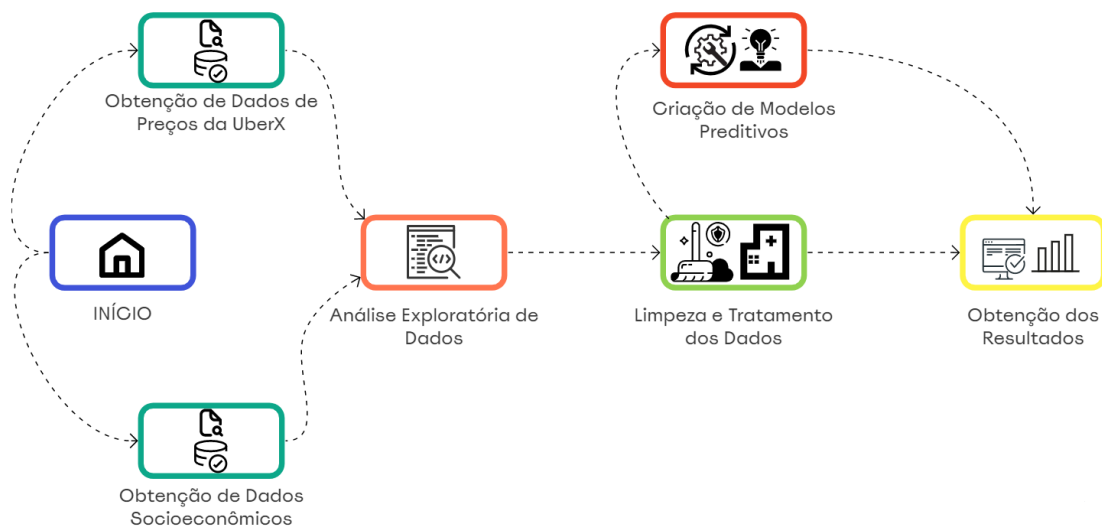 Obtenção de Dados de
Preços da UberX
Criação de Modelos
Preditivos
INÍCIO
Análise Exploratória de
Dados
Limpeza e Tratamento
dos Dados
Obtenção dos
Resultados
Obtenção de Dados
Socioeconômicos